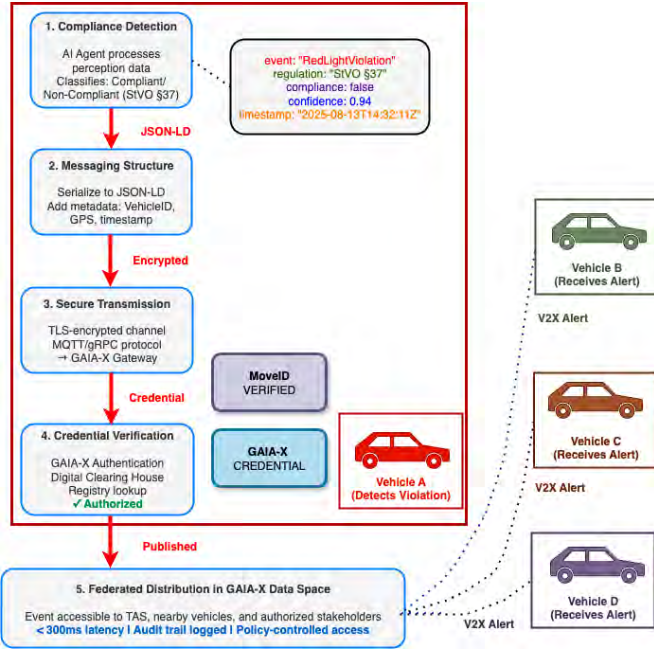 1. Compliance Detection
AI Agent processes
perception data
Classifies: Compliant/
Non-Compliant (StVO §37)
event: "RedLightViolation"
regulation: "StVO §37"
compliance: false
confidence: 0.94
timestamp: "2025-08-13T14:32:11Z"
JSON-LD
2. Messaging Structure
Serialize to JSON-LD
Add metadata: VehicleID,
GPS, timestamp
Encrypted
3. Secure Transmission
TLS-encrypted channel
MQTT/gRPC protocol
→ GAIA-X Gateway
Credential
MoveID
VERIFIED
4. Credential Verification
GAIA-X Authentication
Digital Clearing House
Registry lookup
✓ Authorized
GAIA-X
CREDENTIAL
Vehicle A
(Detects Violation)
Published
5. Federated Distribution in GAIA-X Data Space
Event accessible to TAS, nearby vehicles, and authorized stakeholders
< 300ms latency | Audit trail logged | Policy-controlled access
Vehicle B
(Receives Alert)
V2X Alert
Vehicle C
(Receives Alert)
V2X Alert
Vehicle D
(Receives Alert)
V2X Alert